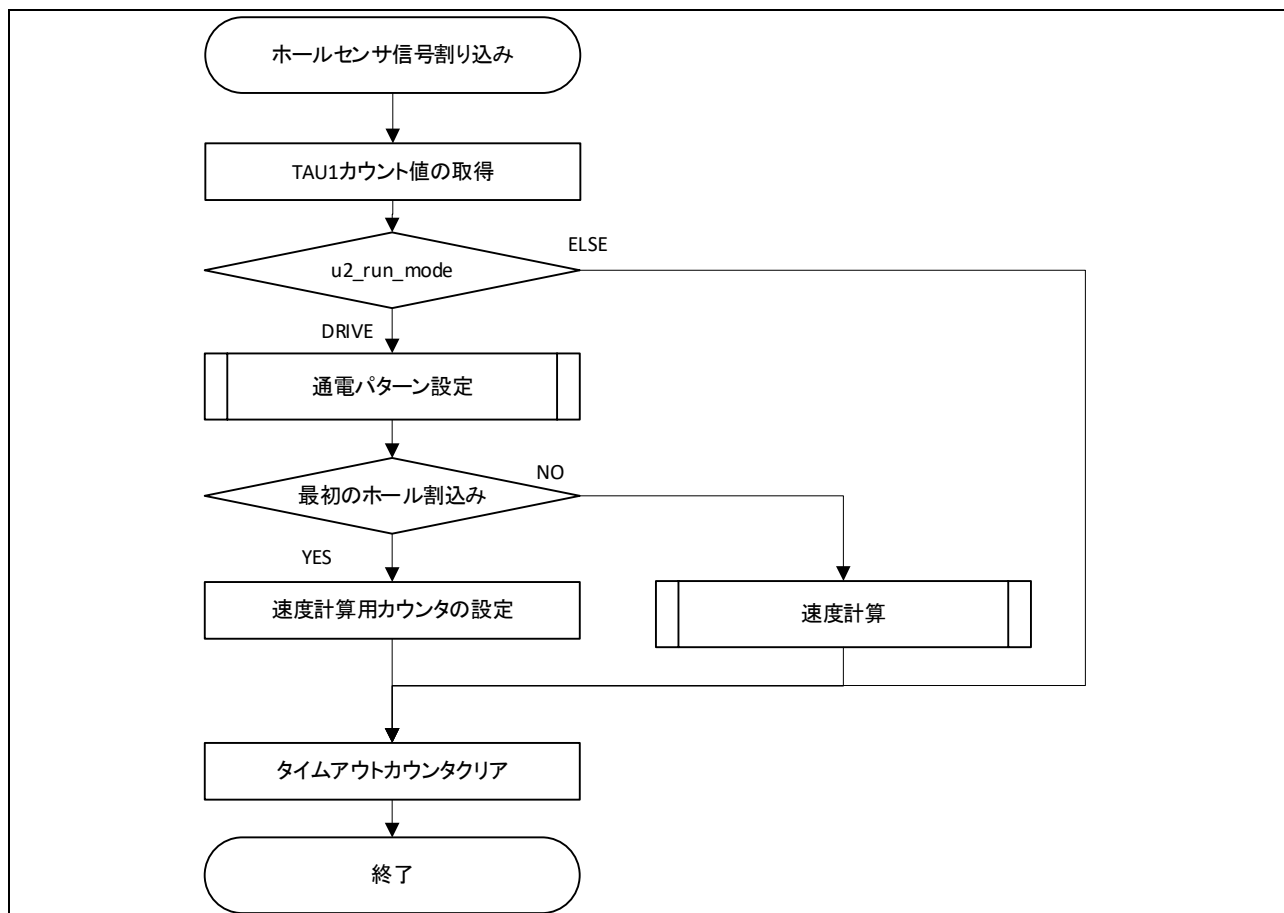 ホールセンサ信号割り込み
TAU1カウント値の取得
ELSE
u2_run_mode
DRIVE
通電パターン設定
NO
最初のホール割込み
YES
速度計算用カウンタの設定
速度計算
タイムアウトカウンタクリア
終了